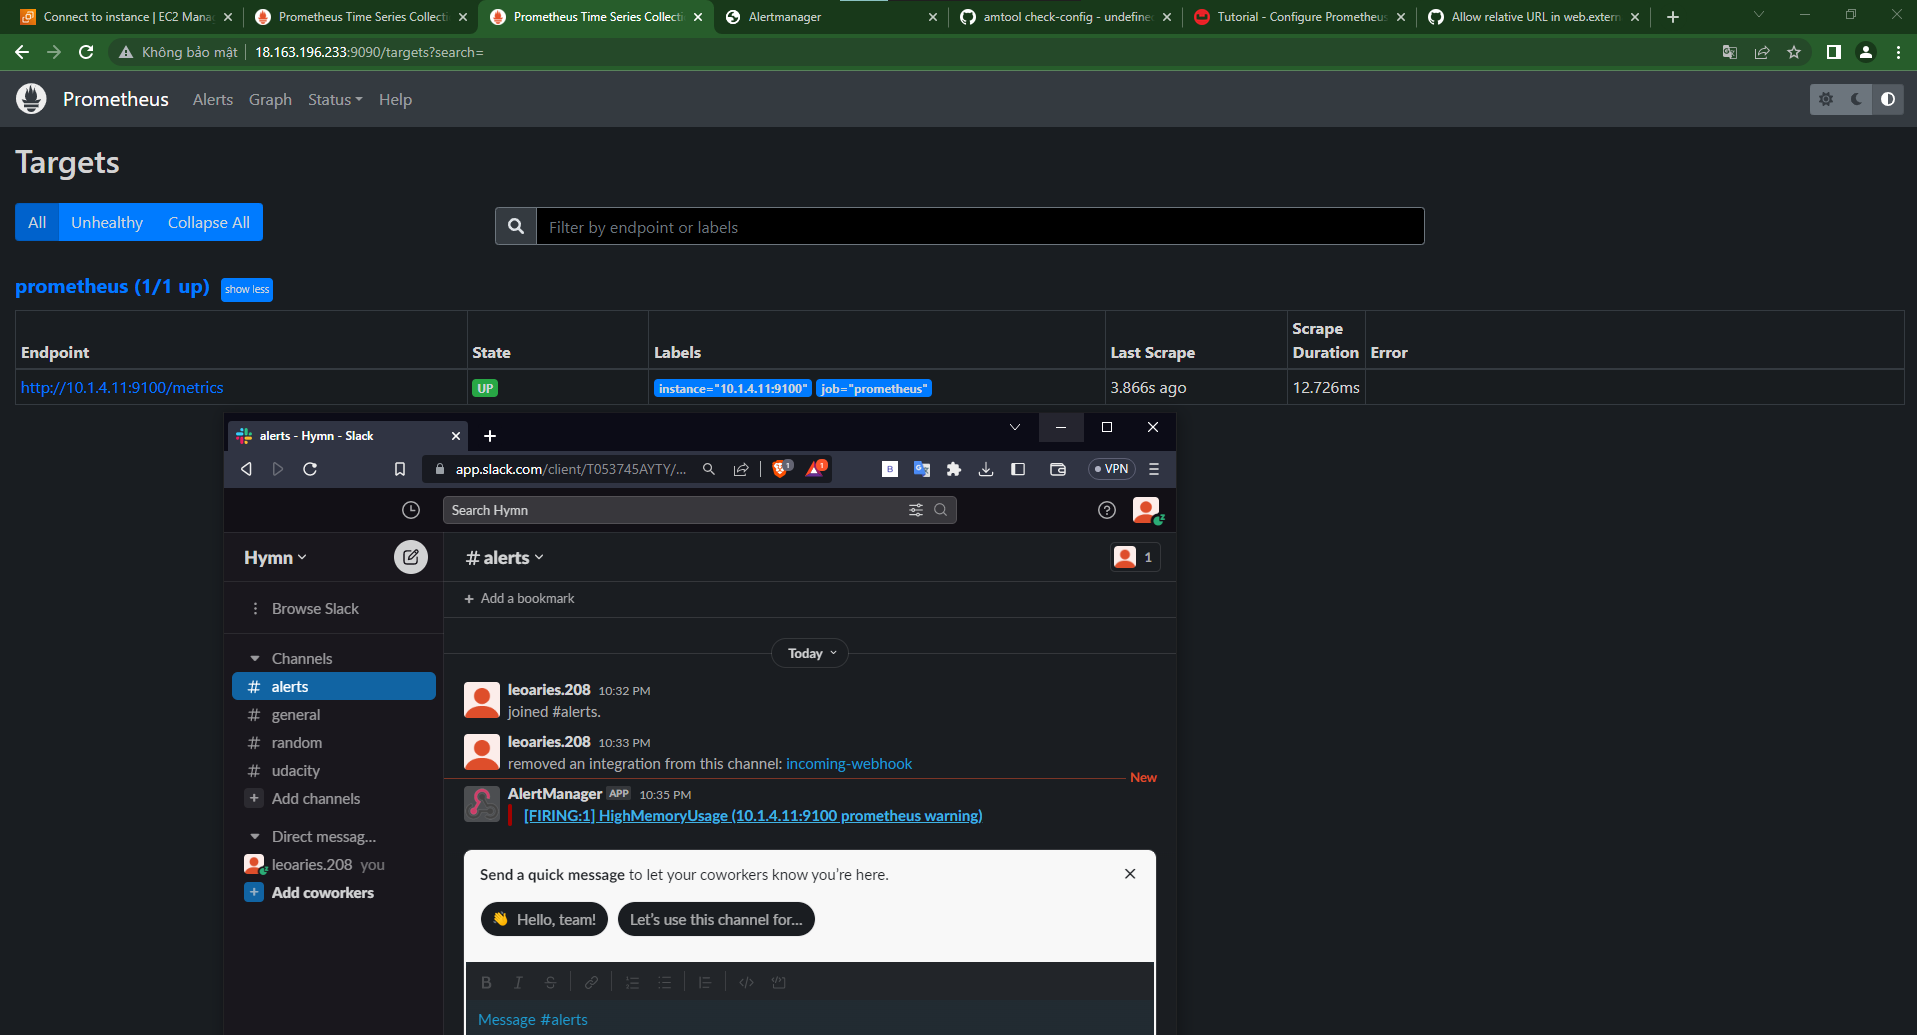 Connect to instance | EC2 Mana
Prometheus Time Series Collecti
Prometheus Time Series Collecti
Alertmanager
amtool check-config - undefined
Tutorial - Configure Prometheus
Allow relative URL in web.extern
Không bảo mật
18.163.196.233:9090/targets?search=
Prometheus Alerts Graph Status Help
Targets
All Unhealthy Collapse All
Filter by endpoint or labels
prometheus (1/1 up) show less
Endpoint State Labels Last Scrape Scrape Duration Error
http://10.1.4.11:9100/metrics UP instance="10.1.4.11:9100" job="prometheus" 3.866s ago 12.726ms
alerts - Hymn - Slack
app.slack.com/client/T053745AYTY/...
1
1
B
VPN
Search Hymn
Hymn
# alerts
1
+ Add a bookmark
Browse Slack
Channels
# alerts
# general
# random
# udacity
+ Add channels
Direct messag...
leoaries.208 you
+ Add coworkers
Today
leoaries.208 10:32 PM
joined #alerts.
leoaries.208 10:33 PM
removed an integration from this channel: incoming-webhook
New
AlertManager APP 10:35 PM
[FIRING:1] HighMemoryUsage (10.1.4.11:9100 prometheus warning)
Send a quick message to let your coworkers know you're here.
👋 Hello, team!
Let's use this channel for...
B I S
Message #alerts